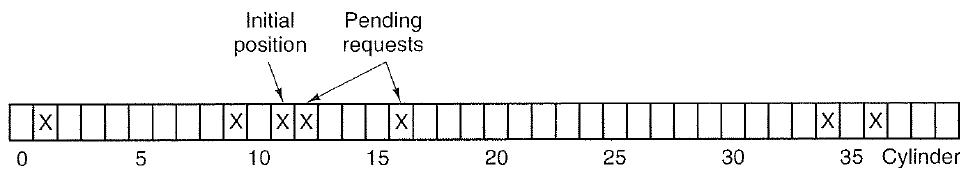 Initial position
Pending requests
X X X X X X X
0 5 10 15 20 25 30 35 Cylinder